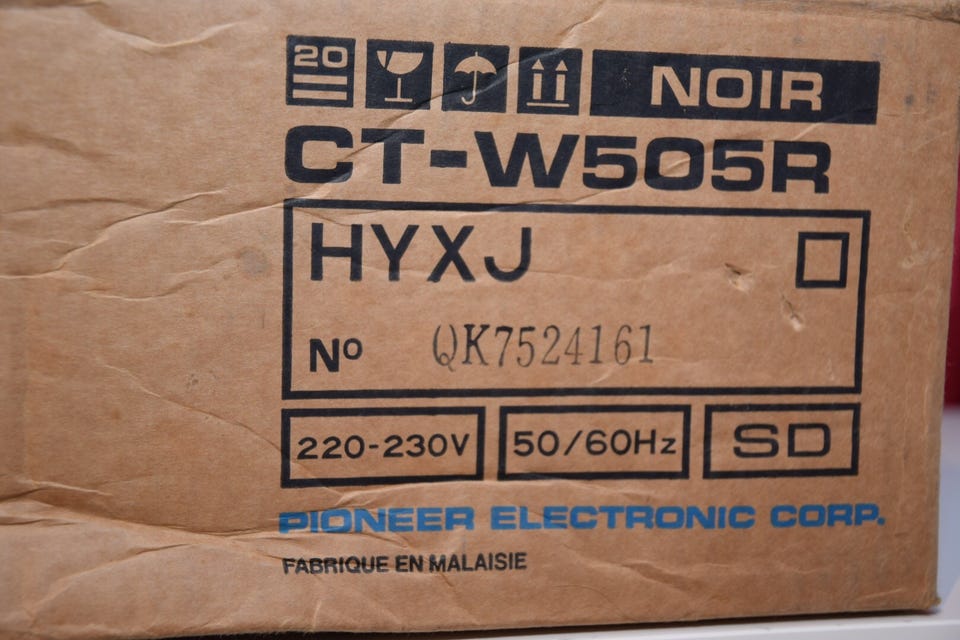 20 NOIR
CT-W505R
HYXJ
Nº QK7524161
220-230V 50/60Hz SD
PIONEER ELECTRONIC CORP.
FABRIQUE EN MALAISIE